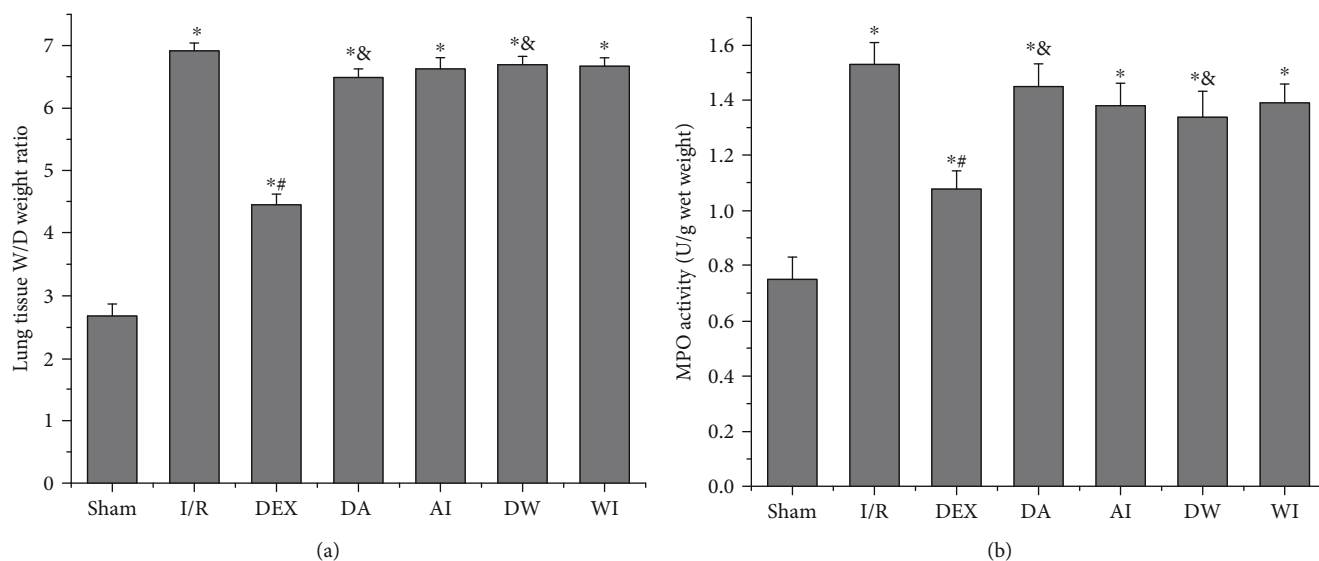 Lung tissue W/D weight ratio
7
6
5
4
3
2
1
0
*
*#
*&
*
*&
*
Sham
I/R
DEX
DA
AI
DW
WI
(a)
MPO activity (U/g wet weight)
1.6
1.4
1.2
1.0
0.8
0.6
0.4
0.2
0.0
*
*#
*&
*
*&
*
Sham
I/R
DEX
DA
AI
DW
WI
(b)